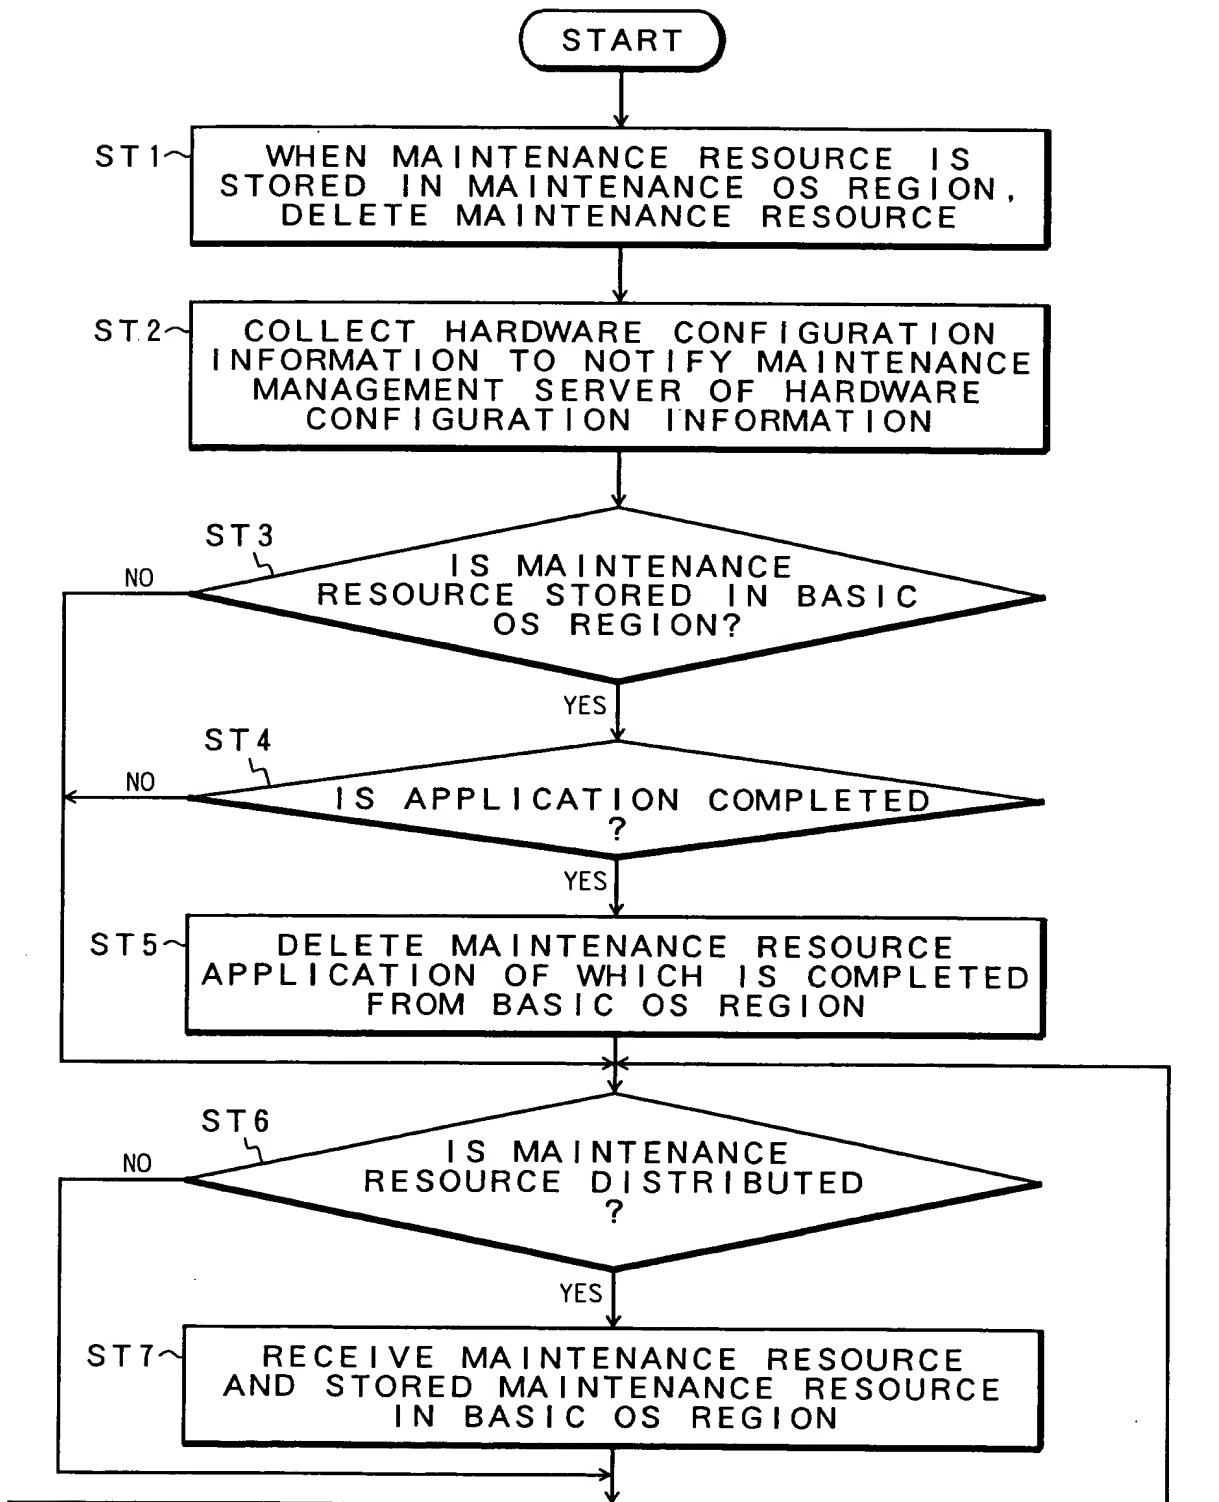 START
ST1
WHEN MAINTENANCE RESOURCE IS
STORED IN MAINTENANCE OS REGION,
DELETE MAINTENANCE RESOURCE
ST2
COLLECT HARDWARE CONFIGURATION
INFORMATION TO NOTIFY MAINTENANCE
MANAGEMENT SERVER OF HARDWARE
CONFIGURATION INFORMATION
ST3
NO
IS MAINTENANCE
RESOURCE STORED IN BASIC
OS REGION?
YES
ST4
NO
IS APPLICATION COMPLETED
?
YES
ST5
DELETE MAINTENANCE RESOURCE
APPLICATION OF WHICH IS COMPLETED
FROM BASIC OS REGION
ST6
NO
IS MAINTENANCE
RESOURCE DISTRIBUTED
?
YES
ST7
RECEIVE MAINTENANCE RESOURCE
AND STORED MAINTENANCE RESOURCE
IN BASIC OS REGION